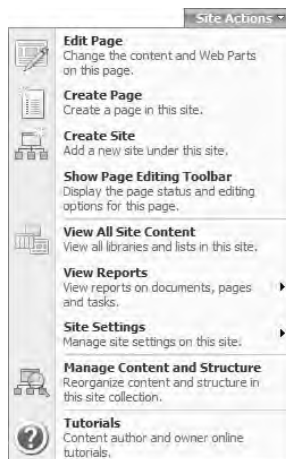 Site Actions
Edit Page
Change the content and Web Parts
on this page.
Create Page
Create a page in this site.
Create Site
Add a new site under this site.
Show Page Editing Toolbar
Display the page status and editing
options for this page.
View All Site Content
View all libraries and lists in this site.
View Reports
View reports on documents, pages
and tasks.
Site Settings
Manage site settings on this site.
Manage Content and Structure
Reorganize content and structure in
this site collection.
Tutorials
Content author and owner online
tutorials.